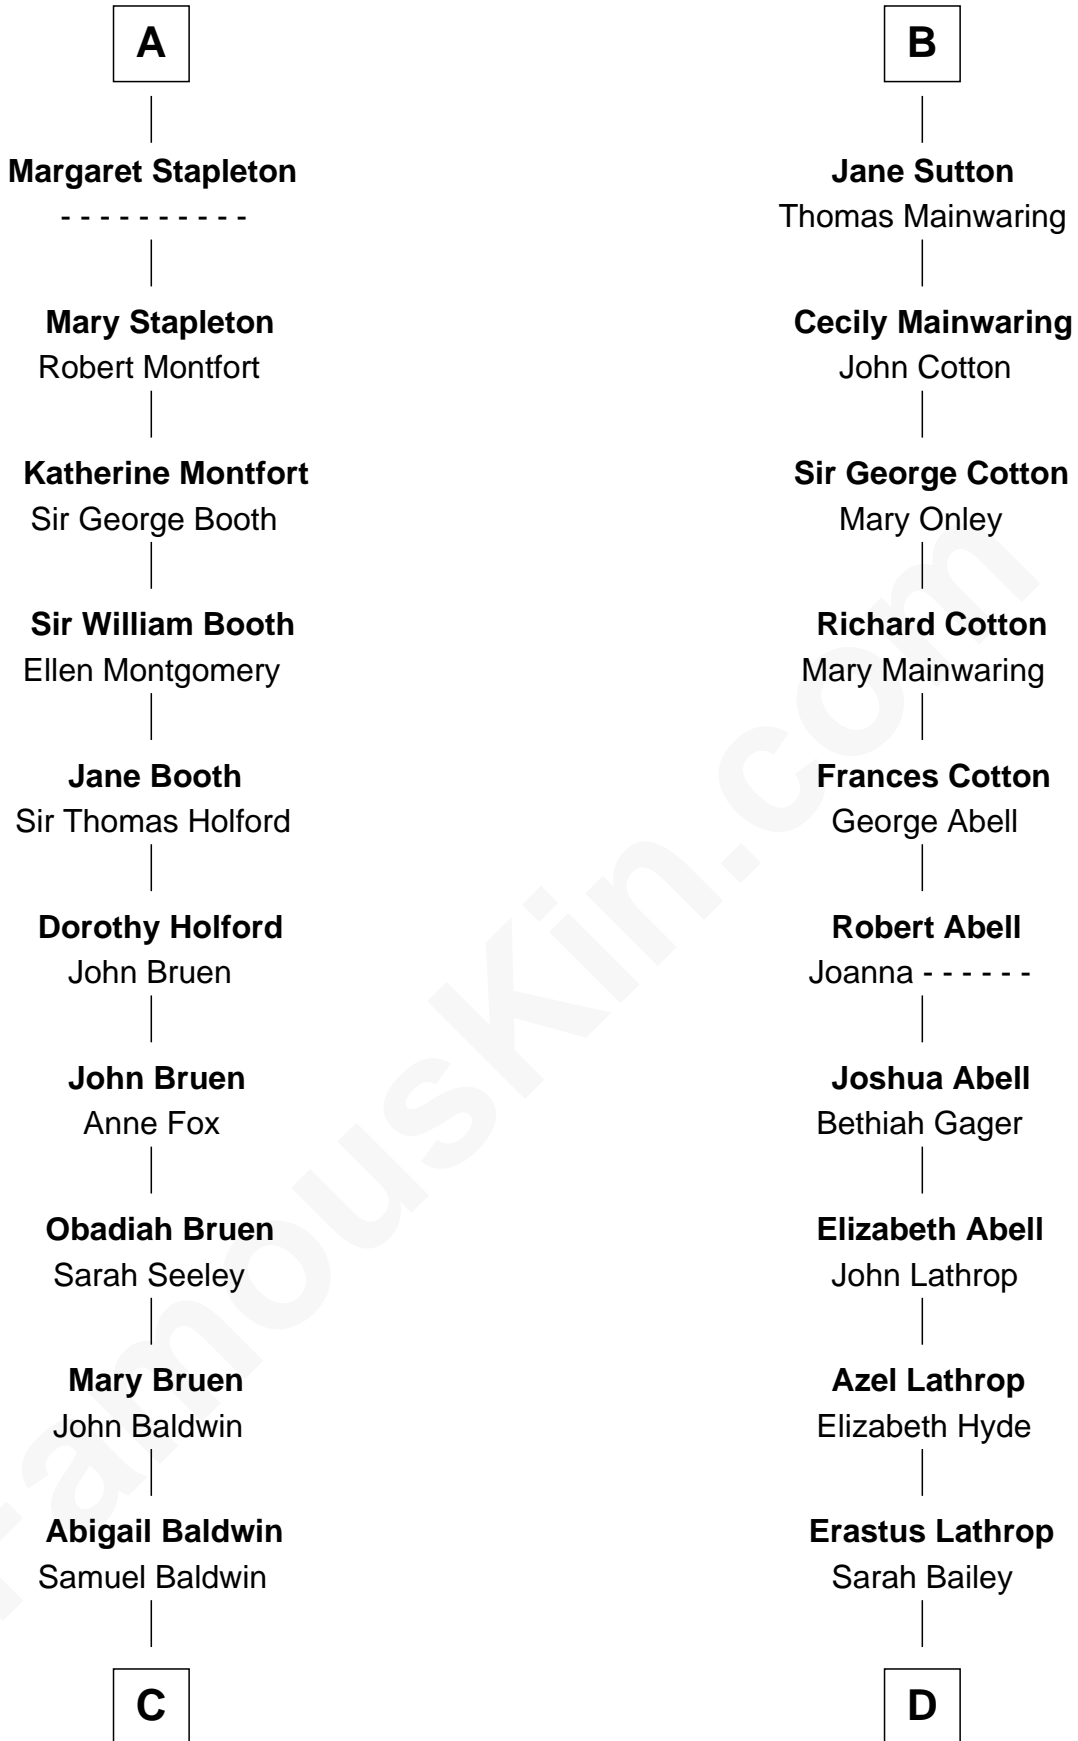 A
Margaret Stapleton
- - - - - - - - - -
Mary Stapleton
Robert Montfort
Katherine Montfort
Sir George Booth
Sir William Booth
Ellen Montgomery
Jane Booth
Sir Thomas Holford
Dorothy Holford
John Bruen
John Bruen
Anne Fox
Obadiah Bruen
Sarah Seeley
Mary Bruen
John Baldwin
Abigail Baldwin
Samuel Baldwin
C
B
Jane Sutton
Thomas Mainwaring
Cecily Mainwaring
John Cotton
Sir George Cotton
Mary Onley
Richard Cotton
Mary Mainwaring
Frances Cotton
George Abell
Robert Abell
Joanna - - - - - -
Joshua Abell
Bethiah Gager
Elizabeth Abell
John Lathrop
Azel Lathrop
Elizabeth Hyde
Erastus Lathrop
Sarah Bailey
D
FamousKin.com